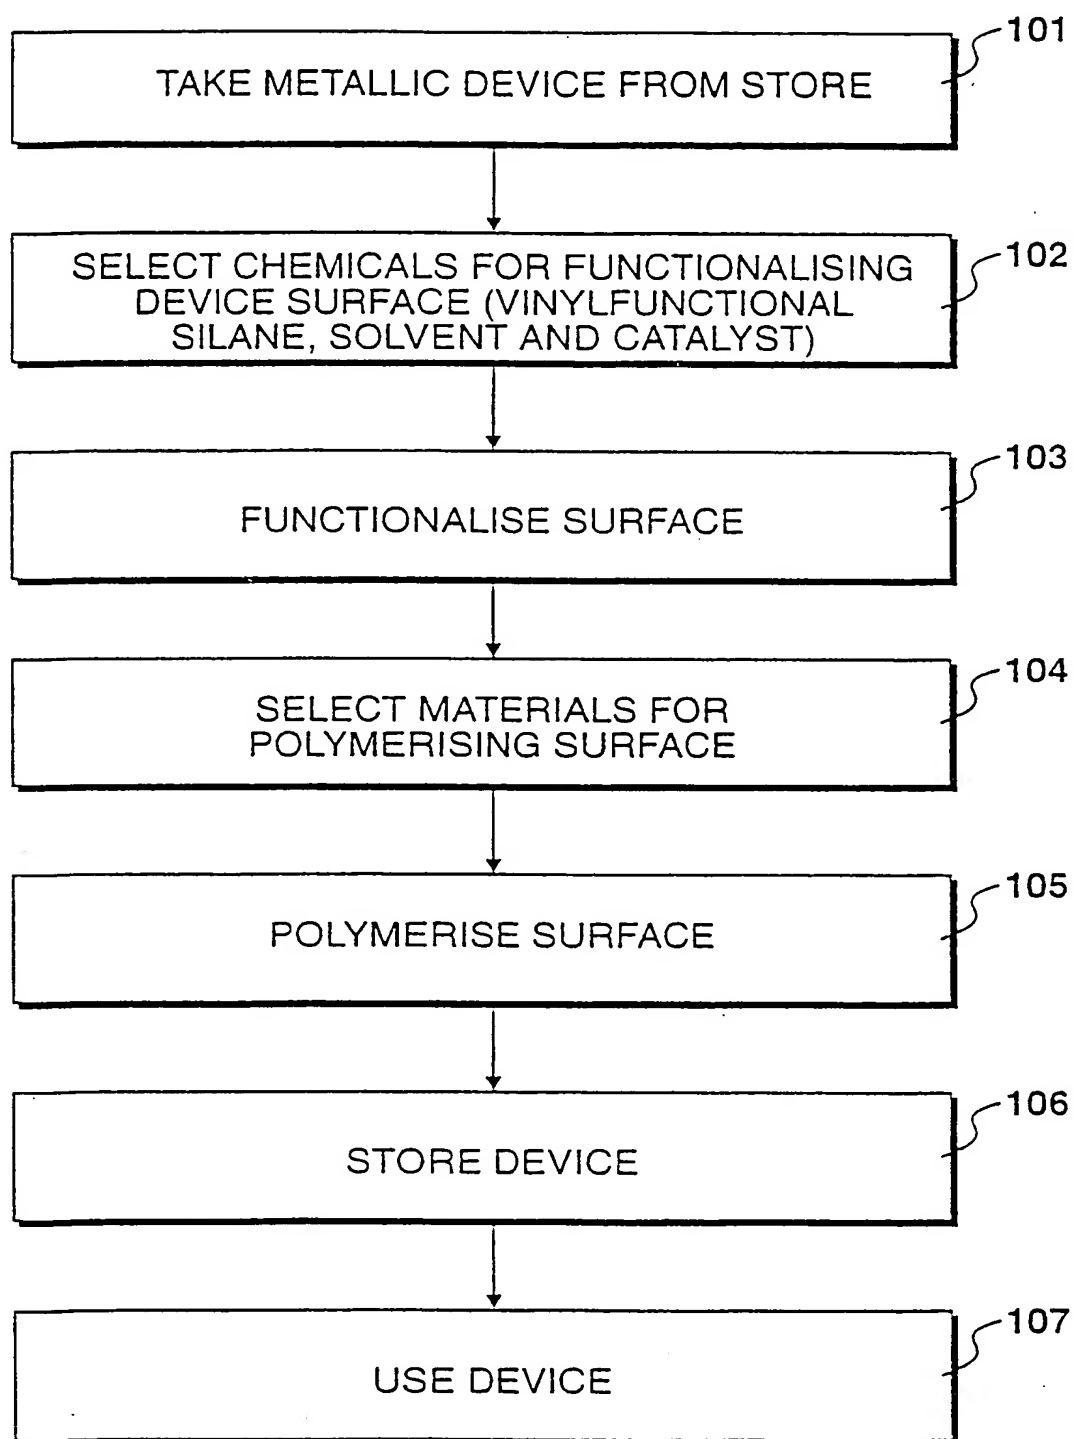 101
TAKE METALLIC DEVICE FROM STORE
102
SELECT CHEMICALS FOR FUNCTIONALISING
DEVICE SURFACE (VINYLFUNCTIONAL
SILANE, SOLVENT AND CATALYST)
103
FUNCTIONALISE SURFACE
104
SELECT MATERIALS FOR
POLYMERISING SURFACE
105
POLYMERISE SURFACE
106
STORE DEVICE
107
USE DEVICE